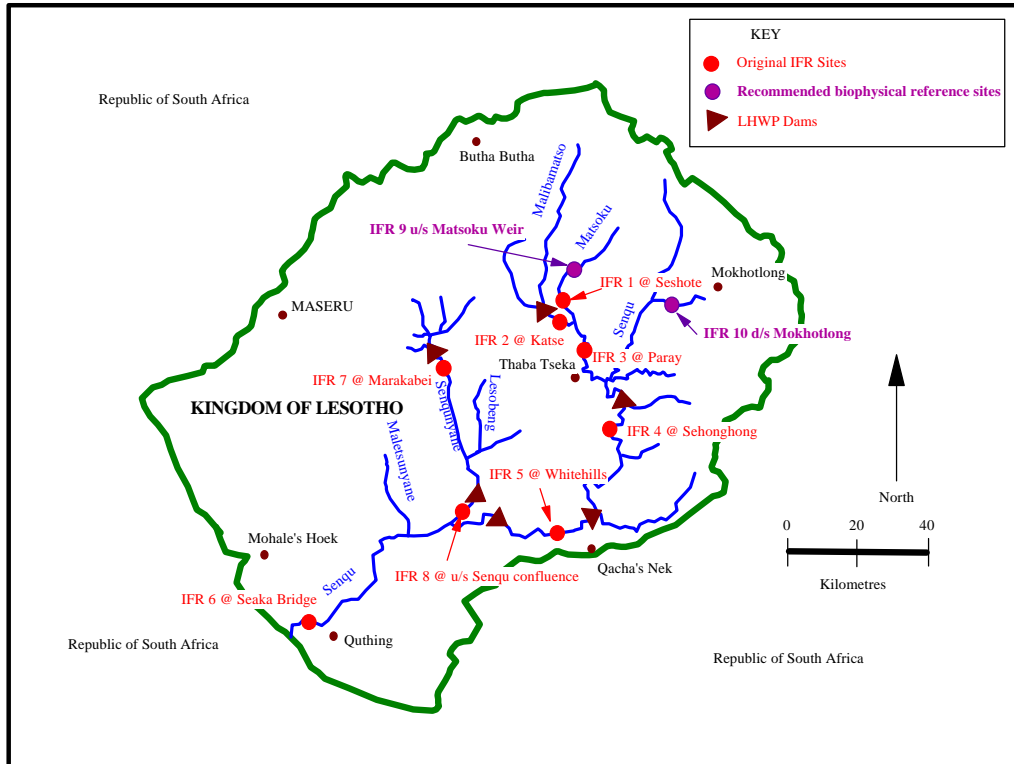 KEY
Original IFR Sites
Recommended biophysical reference sites
LHWP Dams
Republic of South Africa
Butha Butha
Malibamatso
Matsoku
IFR 9 u/s Matsoku Weir
Mokhotlong
IFR 1 @ Seshote
MASERU
Senqu
IFR 10 d/s Mokhotlong
IFR 2 @ Katse
IFR 3 @ Paray
Thaba Tseka
IFR 7 @ Marakabei
Senqunyane
Lesobeng
KINGDOM OF LESOTHO
IFR 4 @ Sehonghong
Maletsunyane
IFR 5 @ Whitehills
North
0 20 40
Kilometres
Mohale's Hoek
Qacha's Nek
IFR 8 @ u/s Senqu confluence
Senqu
IFR 6 @ Seaka Bridge
Quthing
Republic of South Africa
Republic of South Africa